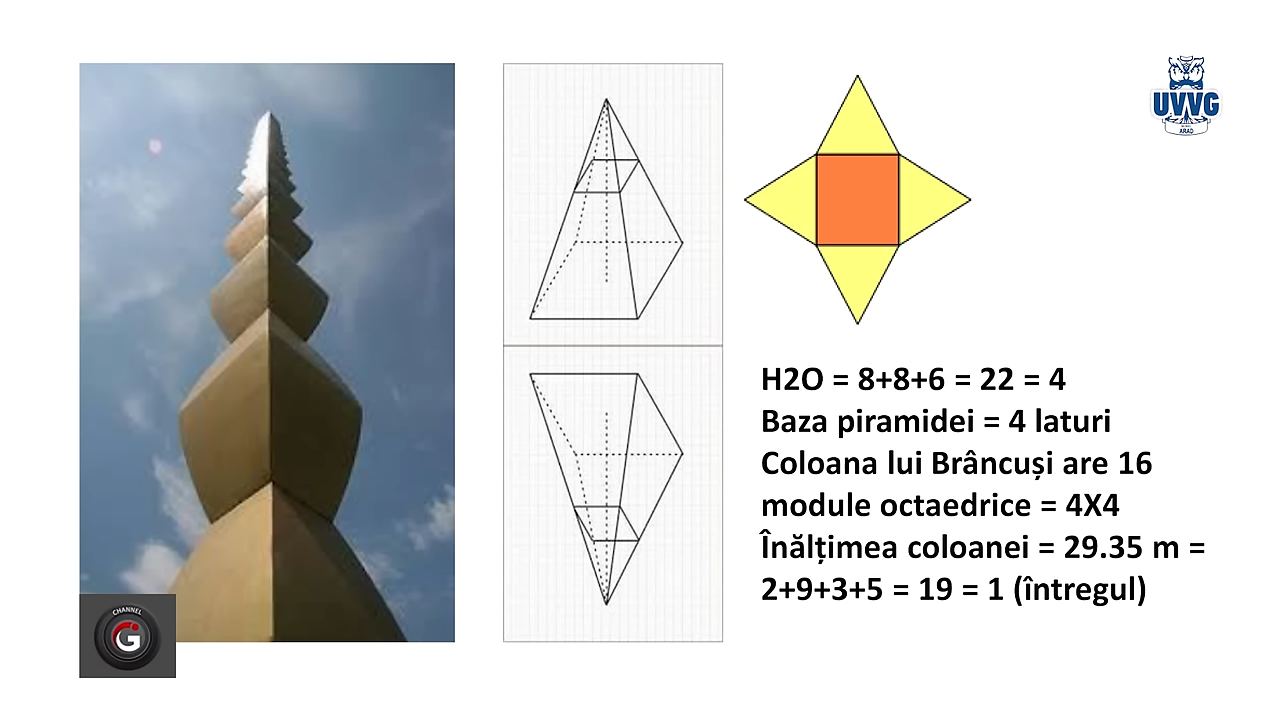 UVVG
ARAD
H2O = 8+8+6 = 22 = 4
Baza piramidei = 4 laturi
Coloana lui Brâncuși are 16
module octaedrice = 4X4
Înălțimea coloanei = 29.35 m =
2+9+3+5 = 19 = 1 (întregul)
CHANNEL
G